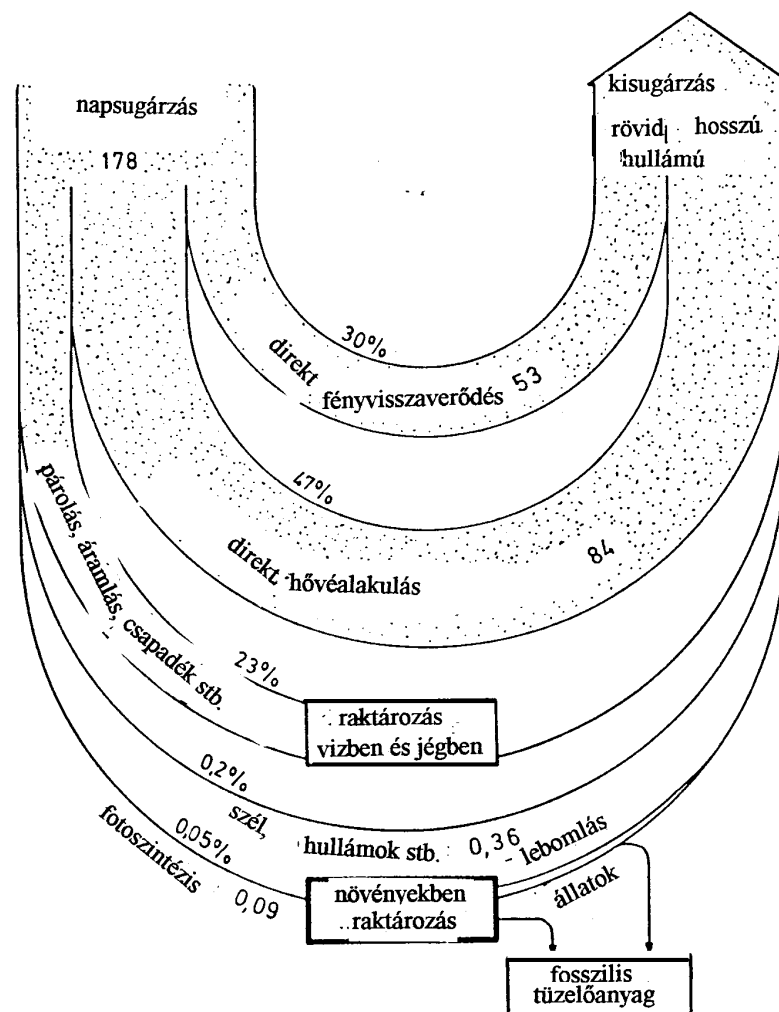 napsugárzás
178
kisugárzás
rövid hosszú
hullámú
30%
direkt
fényvisszaverődés 53
47%
direkt hővéalakulás 84
párolás, áramlás, csapadék stb.
23%
raktározás
vizben és jégben
0,2%
szél,
hullámok stb. 0,36
0,05%
fotoszintézis 0,09
lebomlás
állatok
növényekben
raktározás
fosszilis
tüzelőanyag